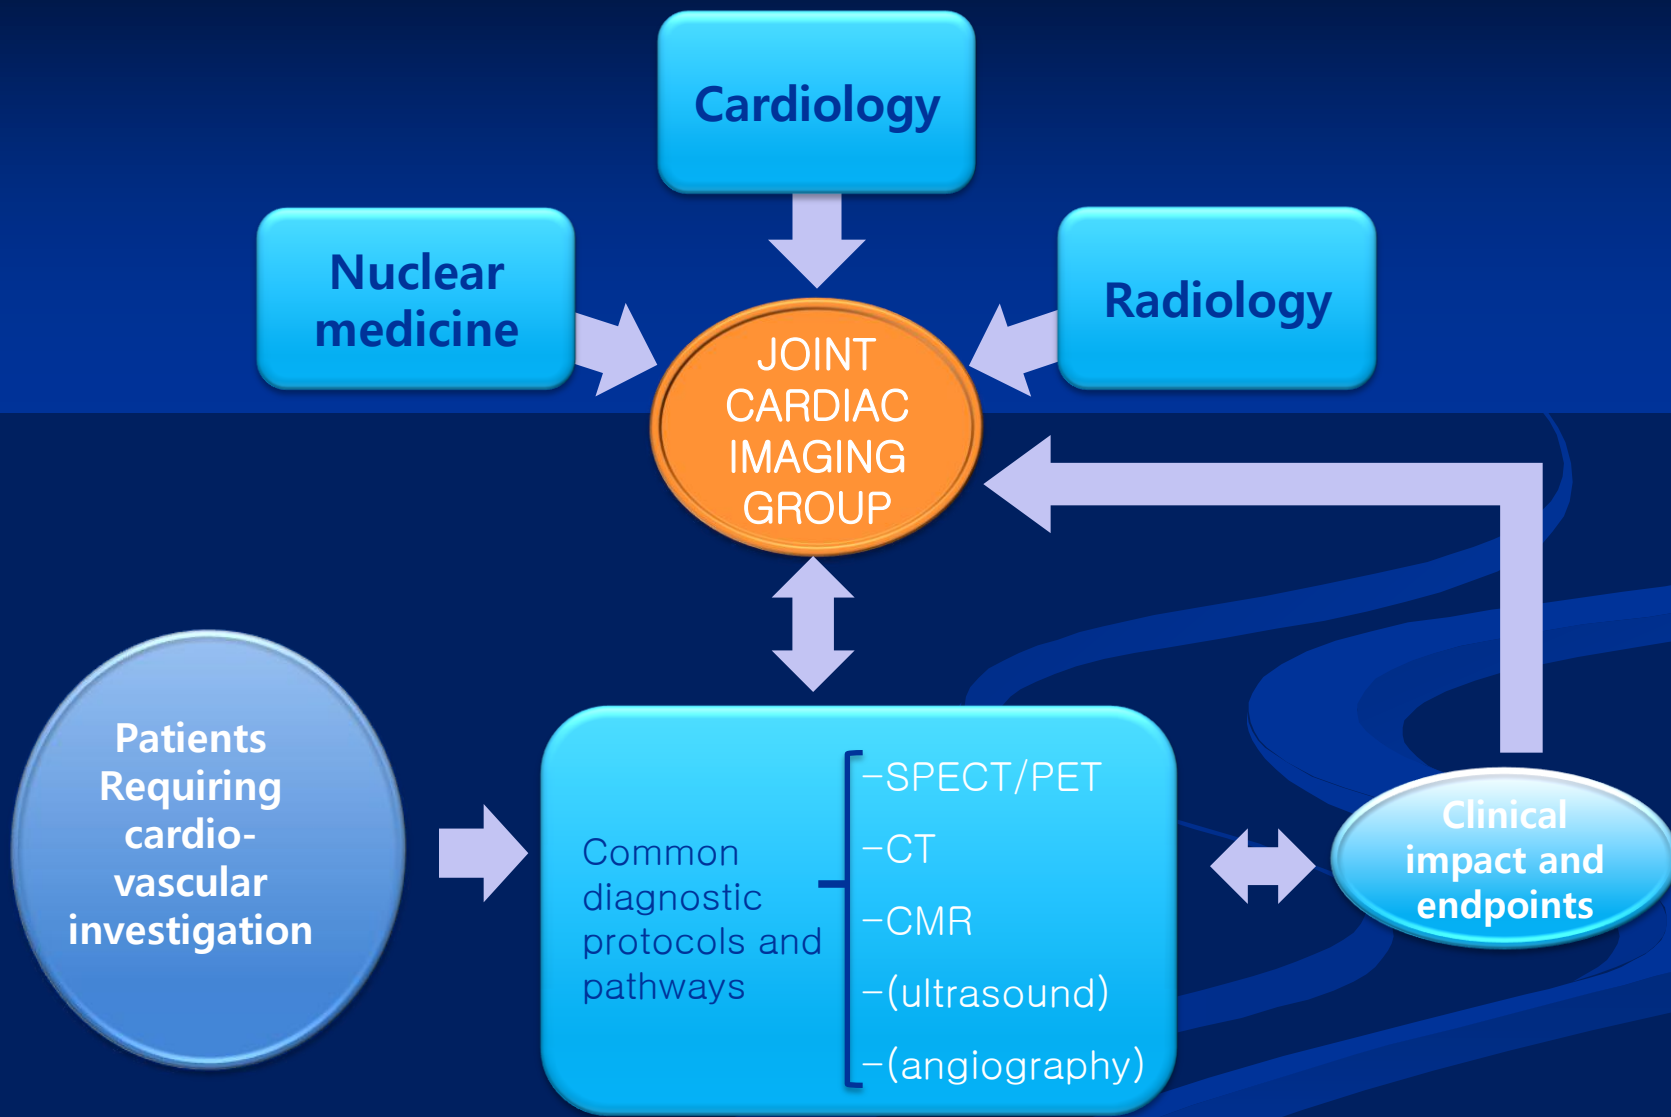 Cardiology
Nuclear
medicine
Radiology
JOINT
CARDIAC
IMAGING
GROUP
Patients
Requiring
cardio-
vascular
investigation
Common
diagnostic
protocols and
pathways
-SPECT/PET
-CT
-CMR
-(ultrasound)
-(angiography)
Clinical
impact and
endpoints